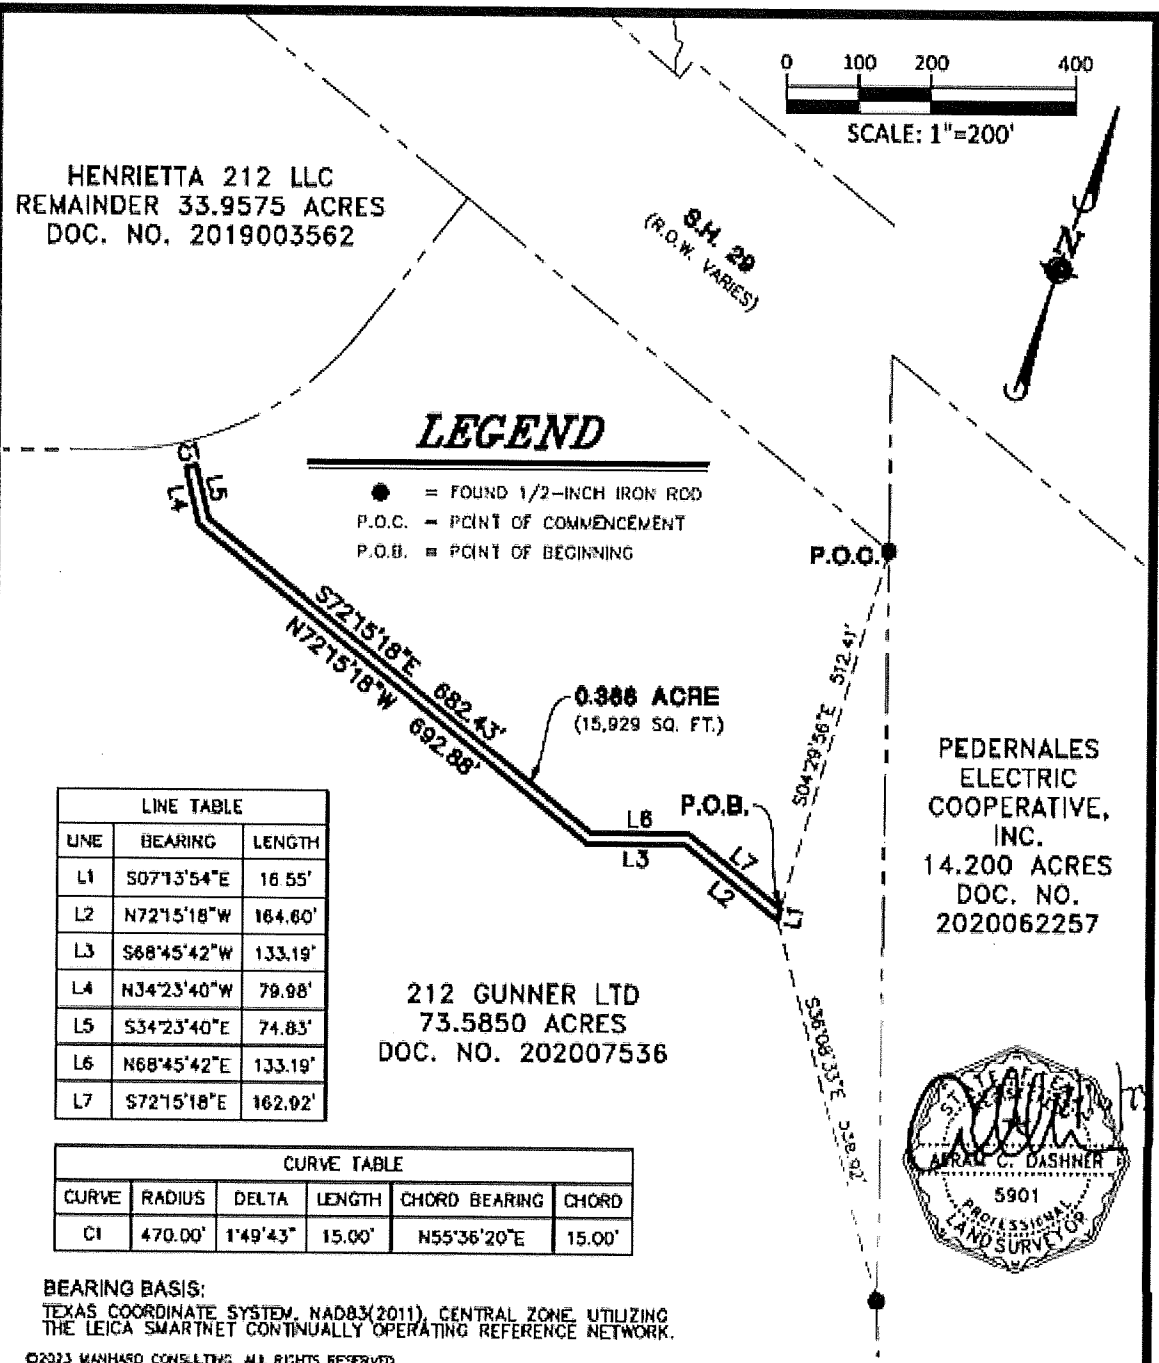 0 100 200 400
SCALE: 1"=200'
N
HENRIETTA 212 LLC
REMAINDER 33.9575 ACRES
DOC. NO. 2019003562
S.H. 29
(R.O.W. VARIES)
LEGEND
= FOUND 1/2-INCH IRON ROD
P.O.C. = POINT OF COMMENCEMENT
P.O.B. = POINT OF BEGINNING
C1
L5
L4
P.O.C.
S72°15'18"E 682.43'
N72°15'18"W 692.88'
S04°29'56"E 512.41'
0.366 ACRE
(15,929 SQ. FT.)
P.O.B.
L6
L3
L7
L2
L1
PEDERNALES
ELECTRIC
COOPERATIVE,
INC.
14.200 ACRES
DOC. NO.
2020062257
LINE TABLE
LINE BEARING LENGTH
L1 S07°13'54"E 16.55'
L2 N72°15'18"W 164.60'
L3 S68°45'42"W 133.19'
L4 N34°23'40"W 79.98'
L5 S34°23'40"E 74.83'
L6 N68°45'42"E 133.19'
L7 S72°15'18"E 162.92'
212 GUNNER LTD
73.5850 ACRES
DOC. NO. 202007536
S36°08'33"E
CURVE TABLE
CURVE RADIUS DELTA LENGTH CHORD BEARING CHORD
C1 470.00' 1°49'43" 15.00' N55°36'20"E 15.00'
STATE OF TEXAS
C. DASHNER
5901
PROFESSIONAL
LAND SURVEYOR
BEARING BASIS:
TEXAS COORDINATE SYSTEM, NAD83(2011), CENTRAL ZONE, UTILIZING
THE LEICA SMARTNET CONTINUALLY OPERATING REFERENCE NETWORK.
©2023 MANHARD CONSULTING. ALL RIGHTS RESERVED